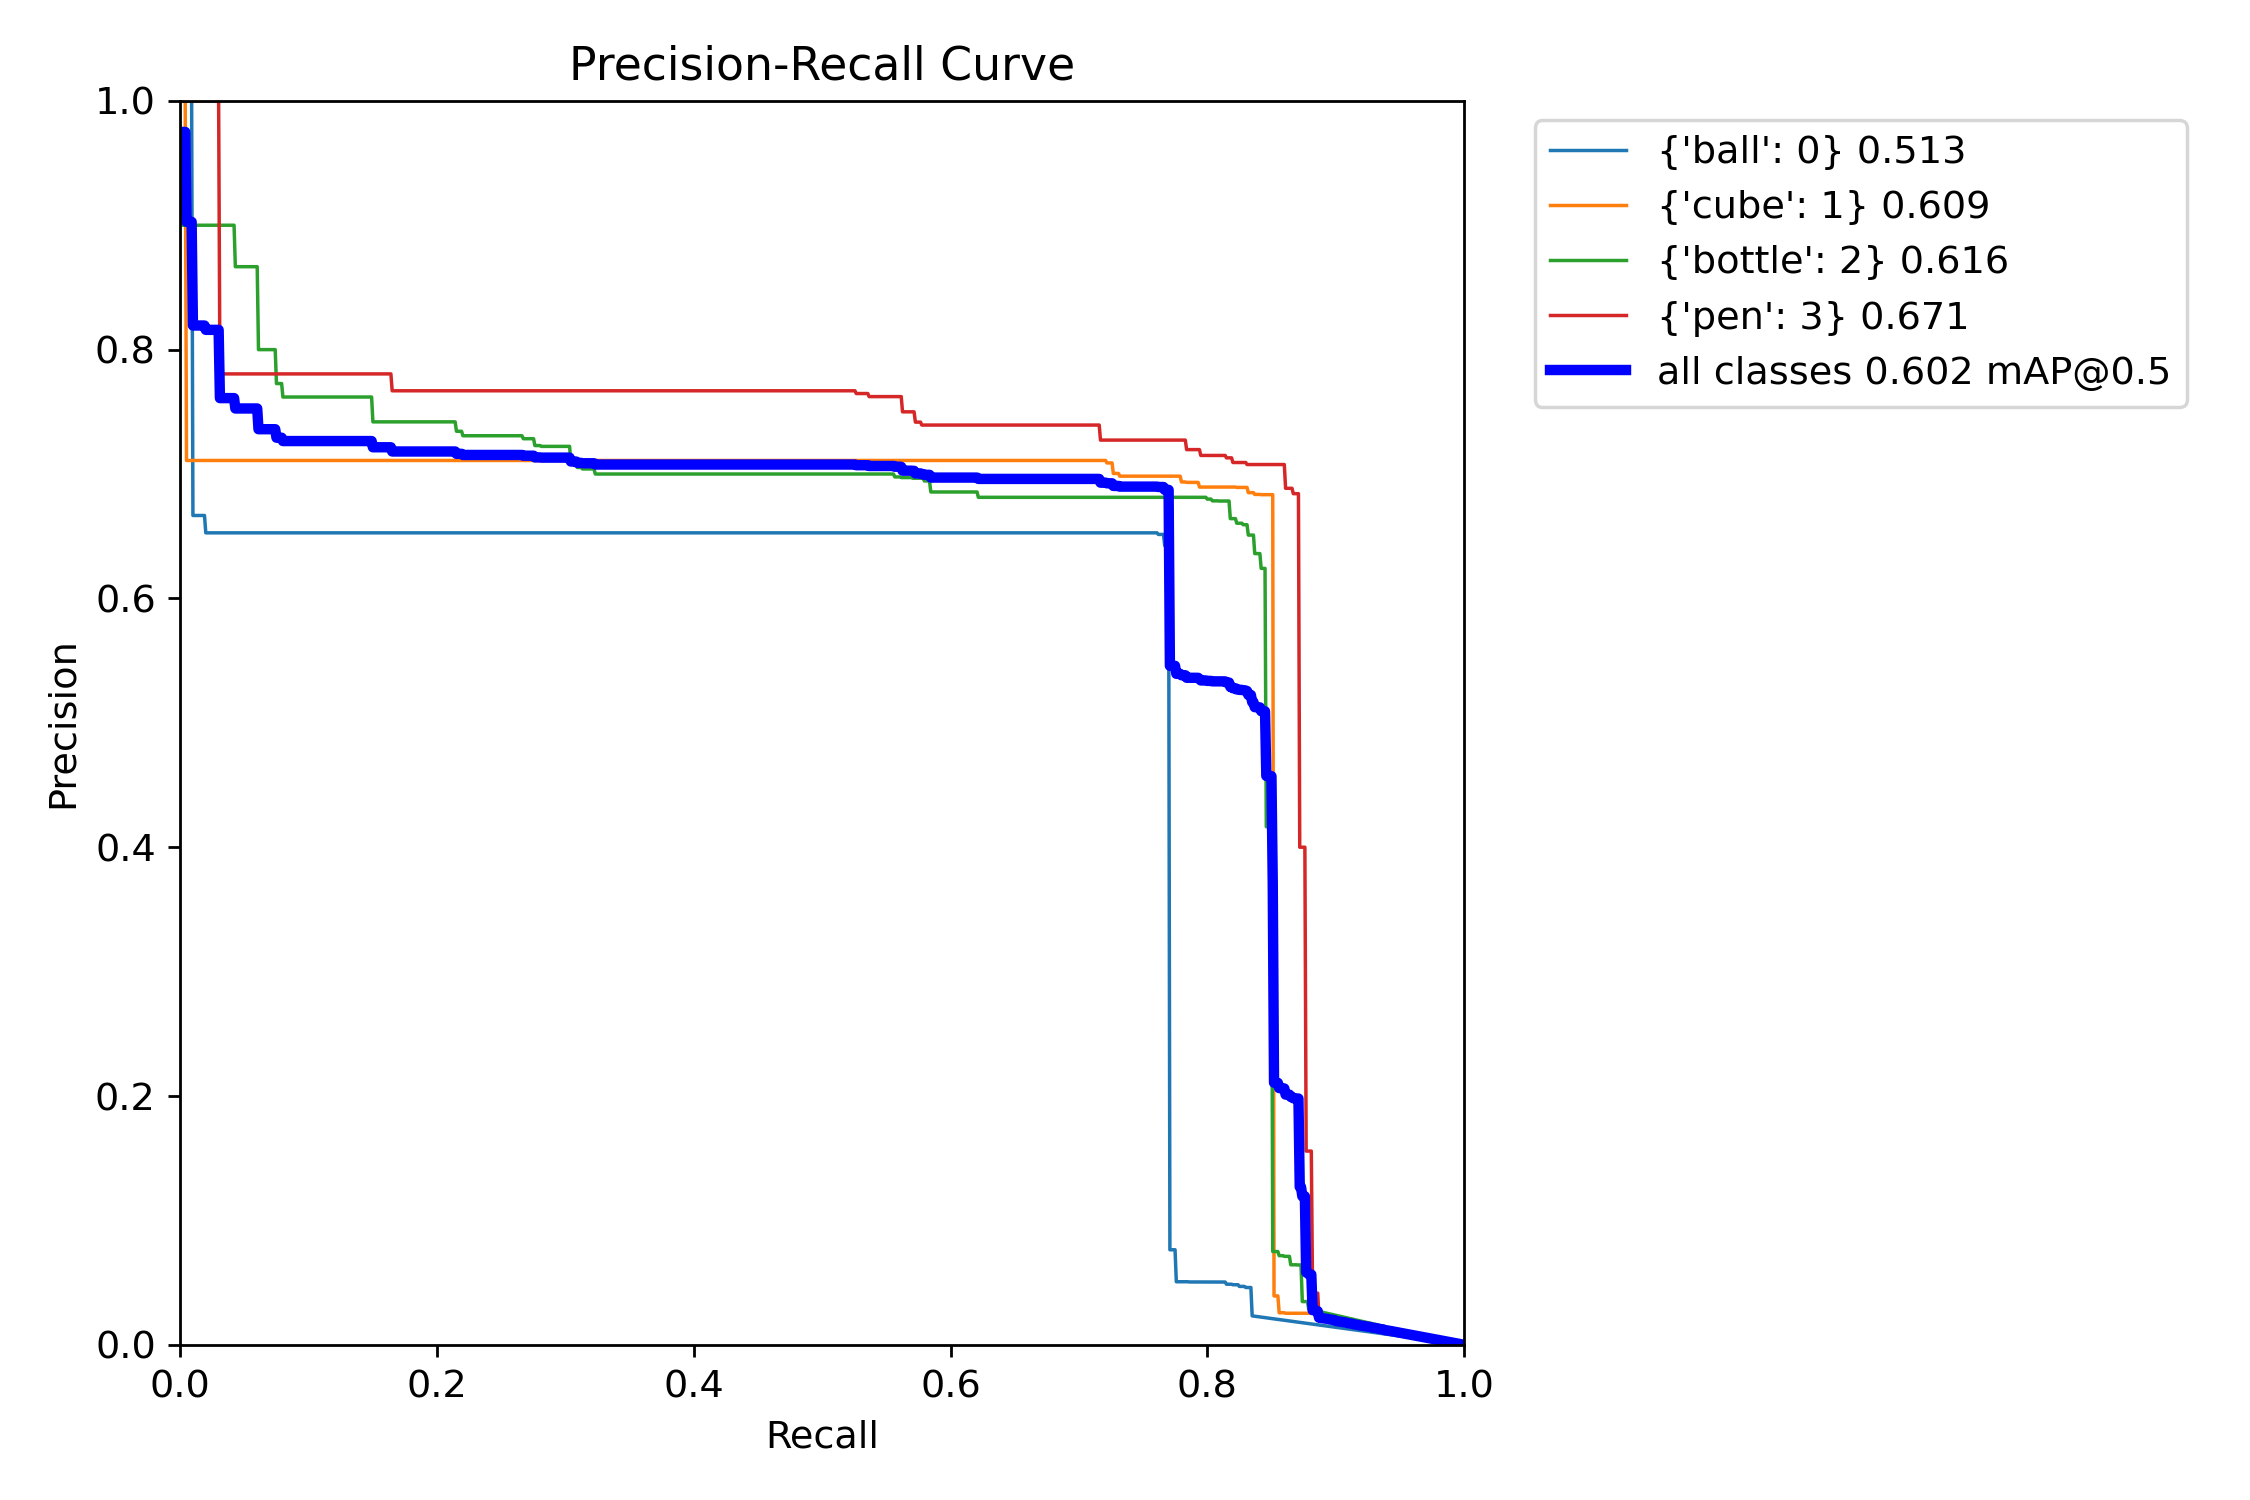 Precision-Recall Curve
1.0
0.8
0.6
0.4
0.2
0.0
Precision
0.0 0.2 0.4 0.6 0.8 1.0
Recall
{'ball': 0} 0.513
{'cube': 1} 0.609
{'bottle': 2} 0.616
{'pen': 3} 0.671
all classes 0.602 mAP@0.5